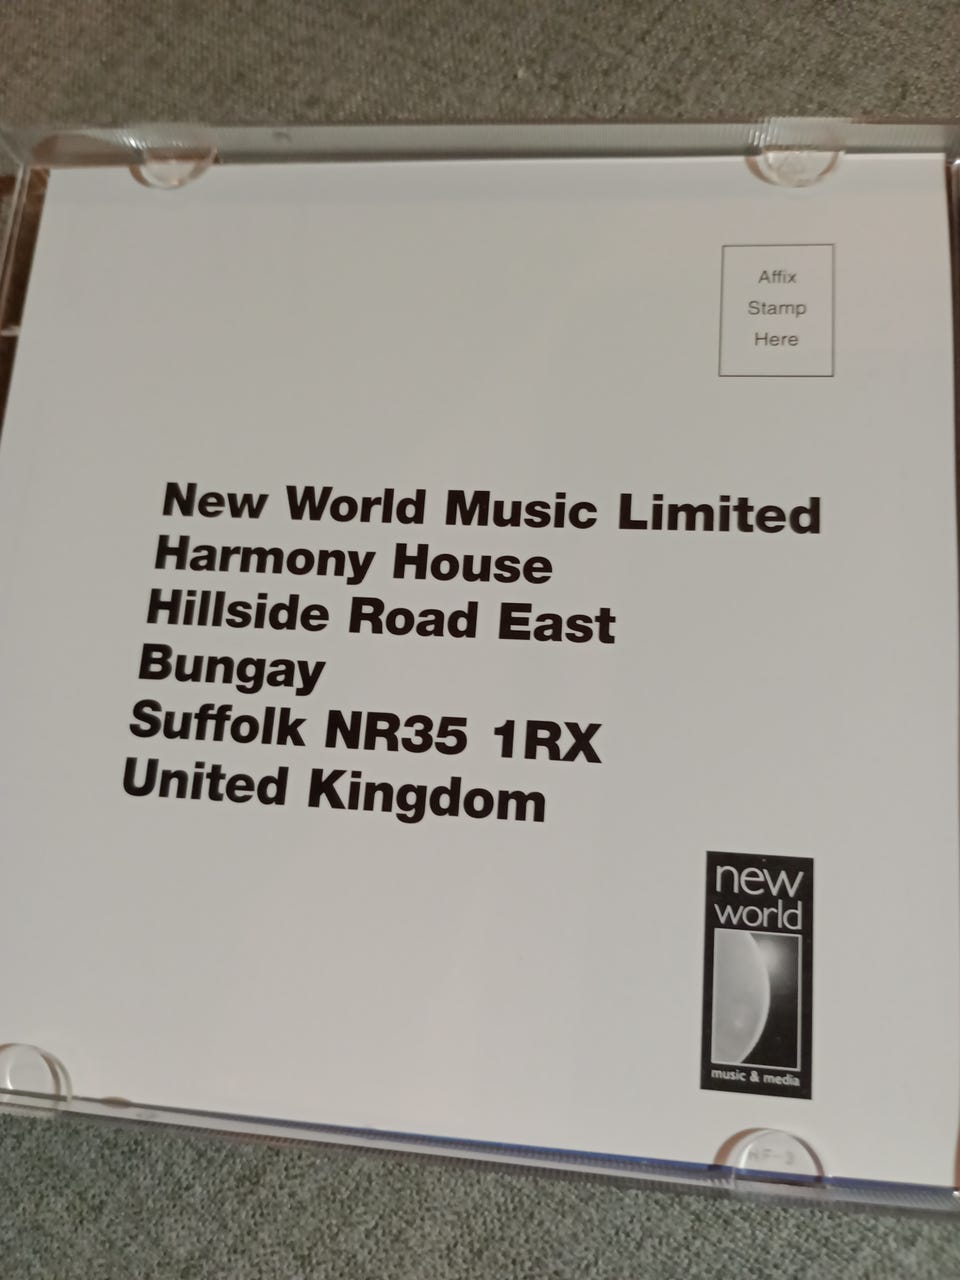 Affix
Stamp
Here
New World Music Limited
Harmony House
Hillside Road East
Bungay
Suffolk NR35 1RX
United Kingdom
new
world
music & media